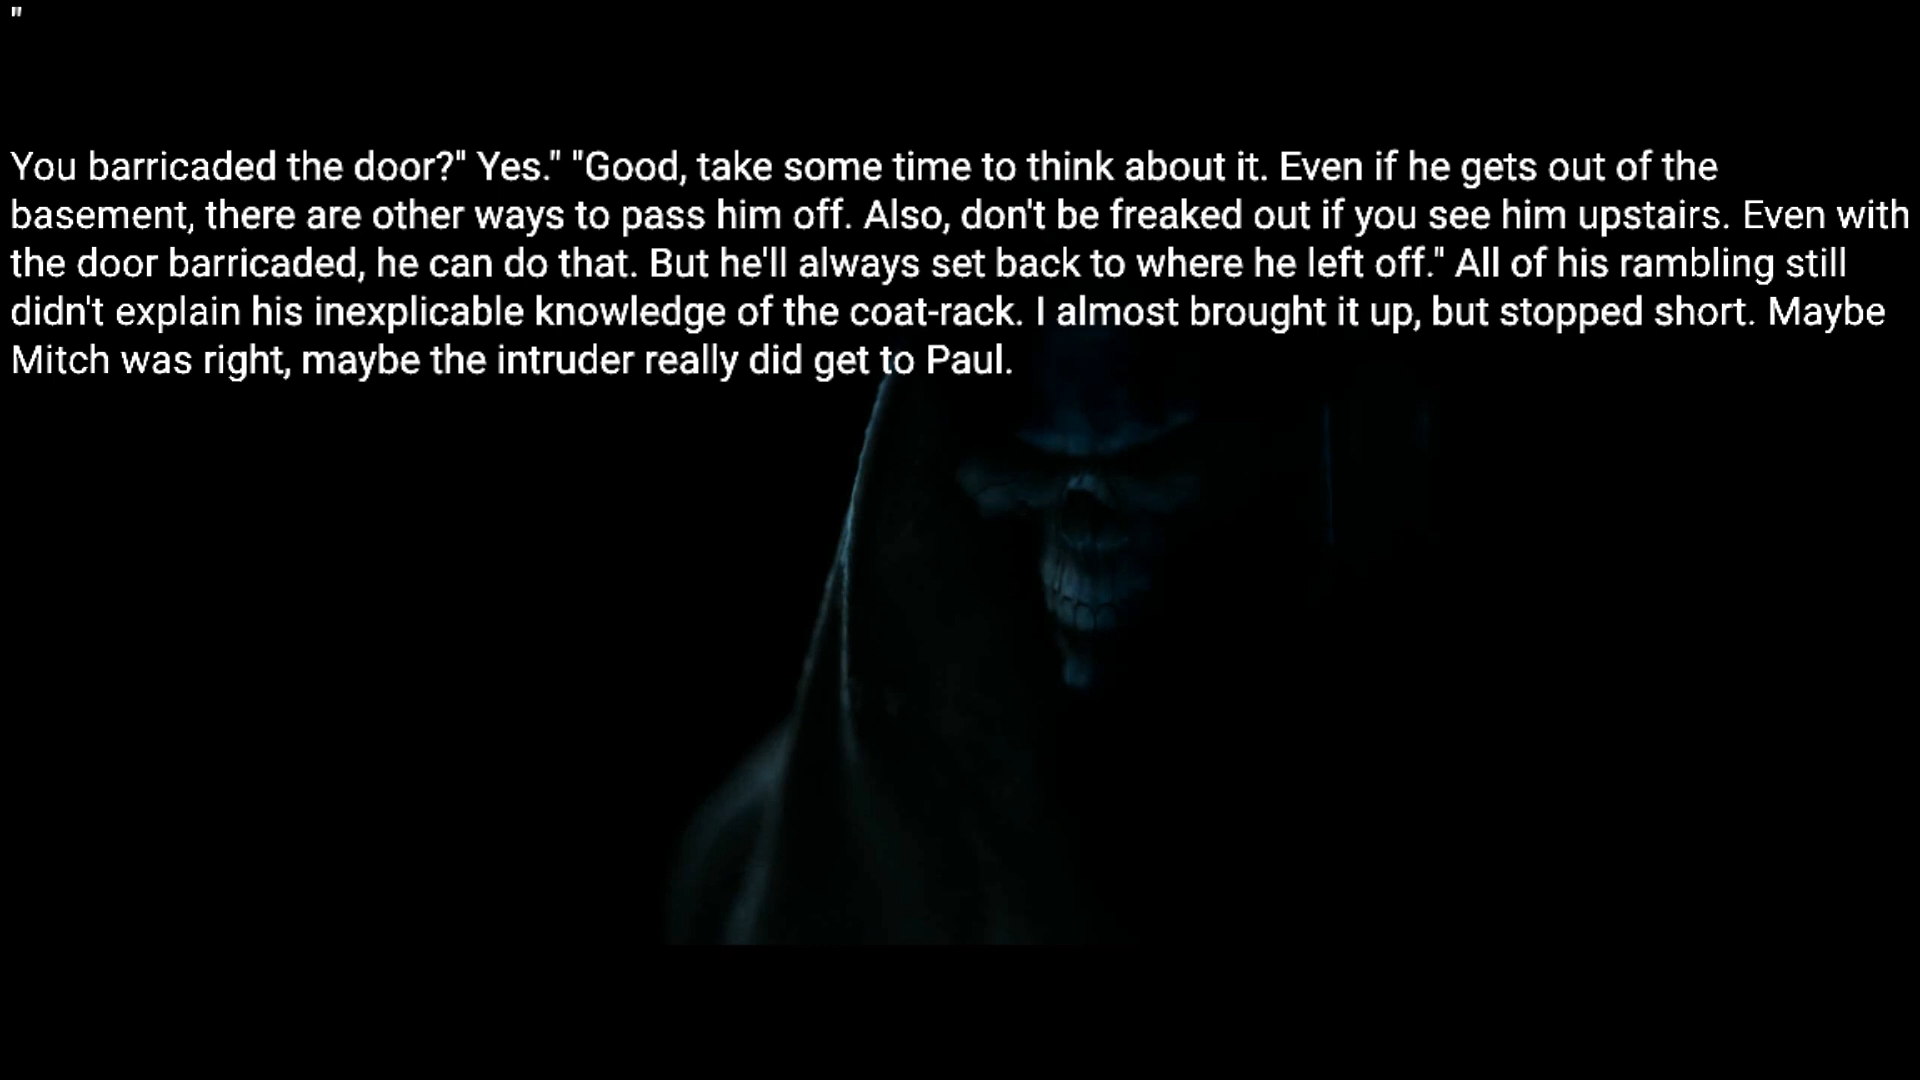 "
You barricaded the door?" Yes." "Good, take some time to think about it. Even if he gets out of the
basement, there are other ways to pass him off. Also, don't be freaked out if you see him upstairs. Even with
the door barricaded, he can do that. But he'll always set back to where he left off." All of his rambling still
didn't explain his inexplicable knowledge of the coat-rack. I almost brought it up, but stopped short. Maybe
Mitch was right, maybe the intruder really did get to Paul.